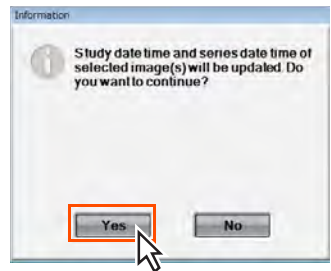 Information
Study date time and series date time of
selected image(s) will be updated. Do
you want to continue?
Yes
No